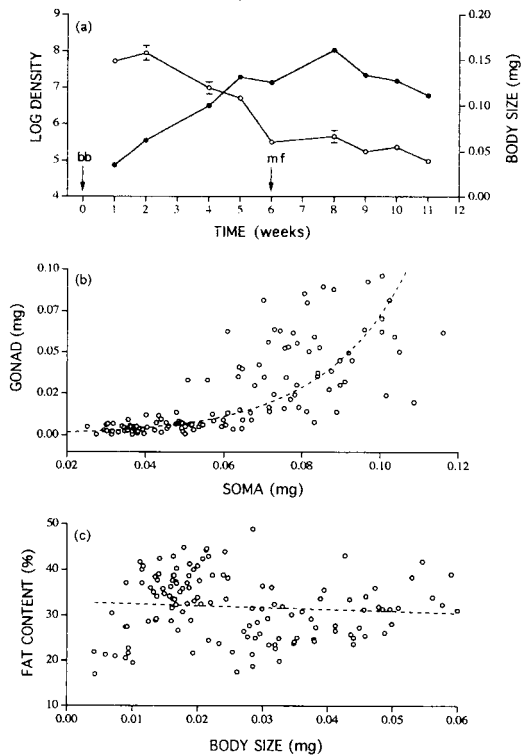 (a)
9
8
7
6
5
4
LOG DENSITY
0.20
0.15
0.10
0.05
0.00
BODY SIZE (mg)
bb
mf
0 1 2 3 4 5 6 7 8 9 10 11 12
TIME (weeks)
(b)
0.10
0.07
0.05
0.02
0.00
GONAD (mg)
0.02 0.04 0.06 0.08 0.10 0.12
SOMA (mg)
(c)
50
40
30
20
10
FAT CONTENT (%)
0.00 0.01 0.02 0.03 0.04 0.05 0.06
BODY SIZE (mg)